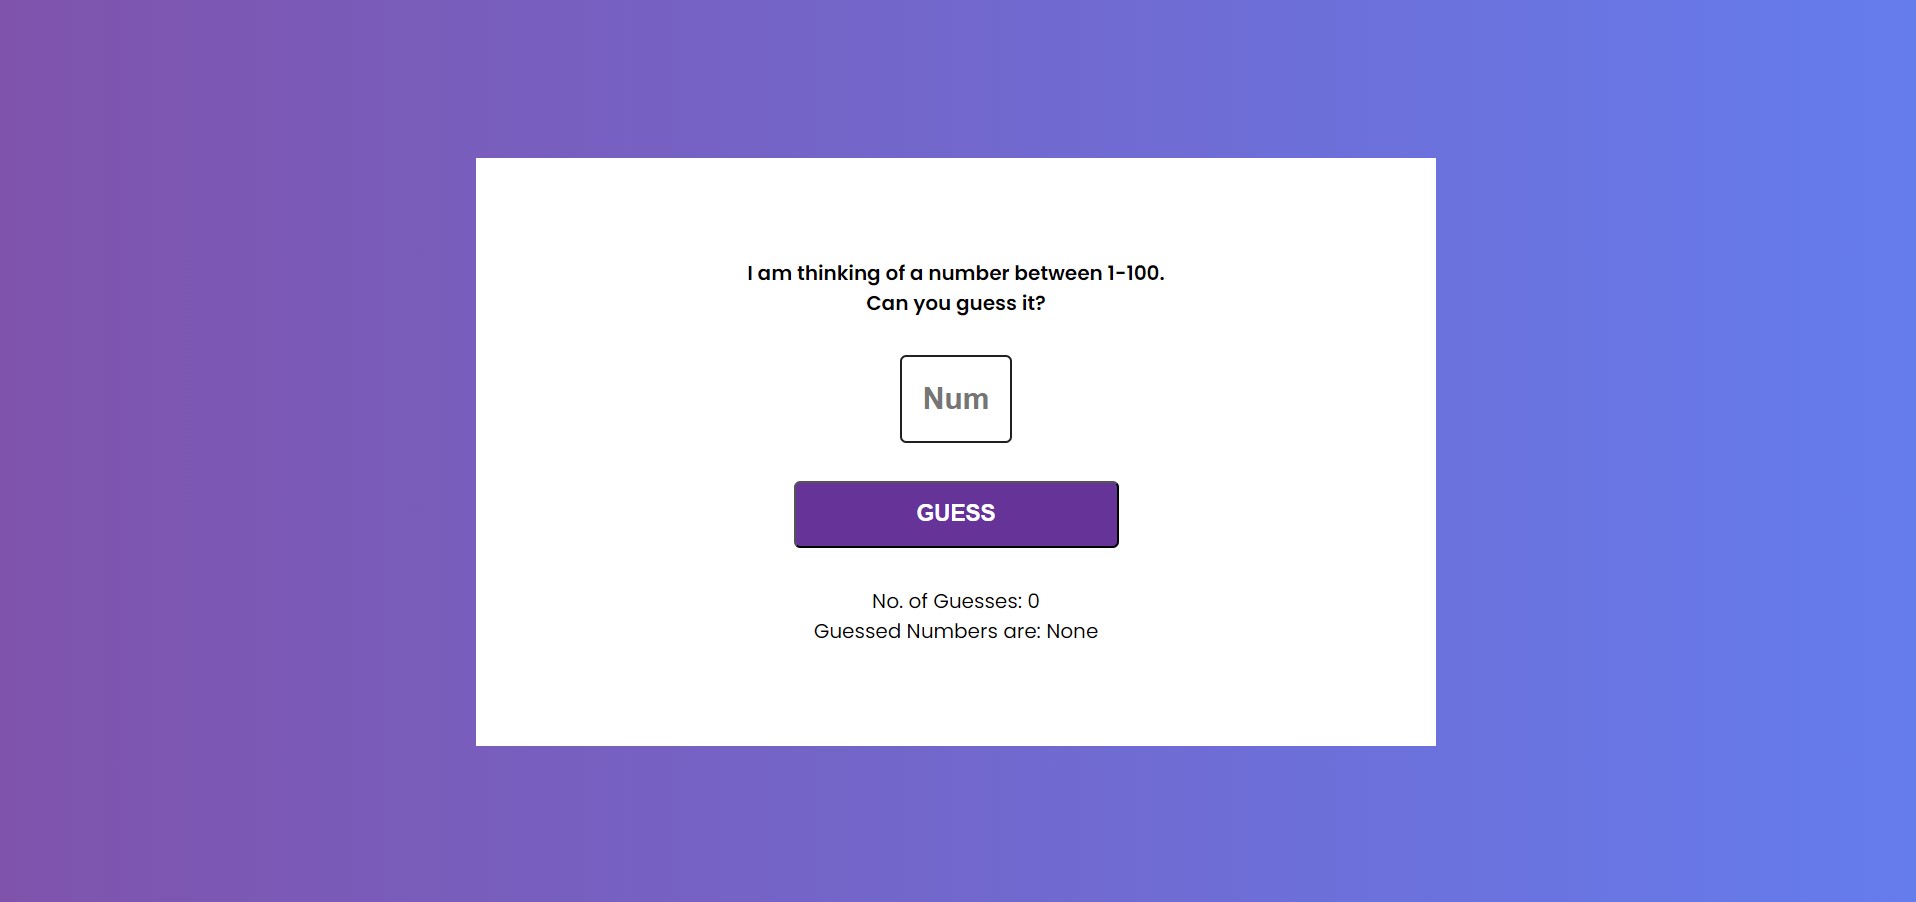 I am thinking of a number between 1-100.
Can you guess it?
Num
GUESS
No. of Guesses: 0
Guessed Numbers are: None